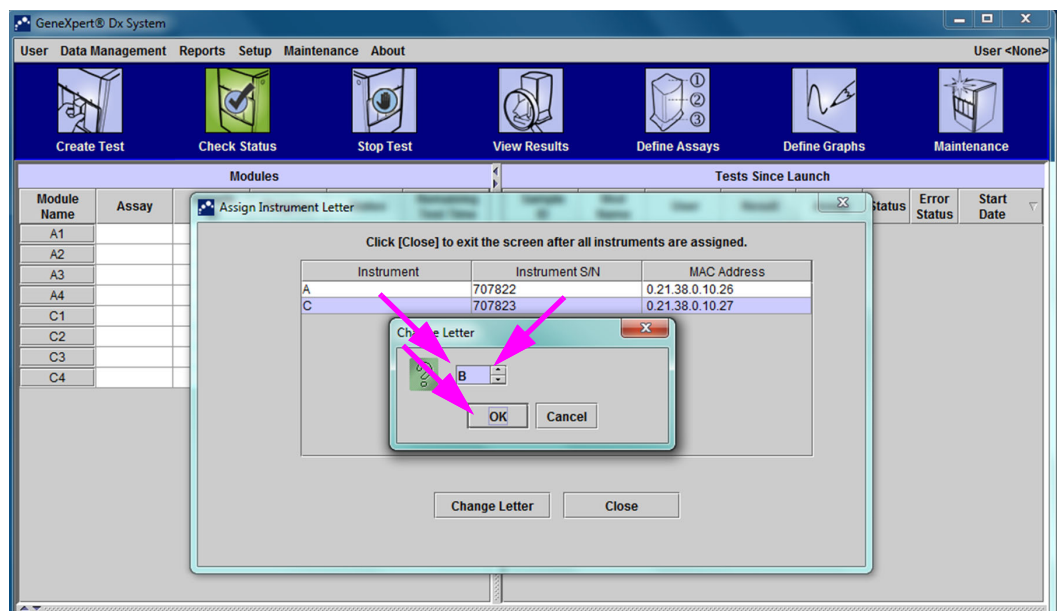 GeneXpert® Dx System
User Data Management Reports Setup Maintenance About User <None>
Create Test Check Status Stop Test View Results Define Assays Define Graphs Maintenance
Modules Tests Since Launch
Module Name Assay Status Error Status Start Date
Assign Instrument Letter
Click [Close] to exit the screen after all instruments are assigned.
Instrument Instrument S/N MAC Address
A 707822 0.21.38.0.10.26
C 707823 0.21.38.0.10.27
Letter
B
OK Cancel
Change Letter Close
A1
A2
A3
A4
C1
C2
C3
C4